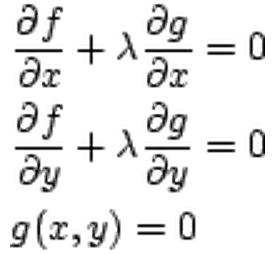 ∂f/∂x + λ ∂g/∂x = 0
∂f/∂y + λ ∂g/∂y = 0
g(x, y) = 0